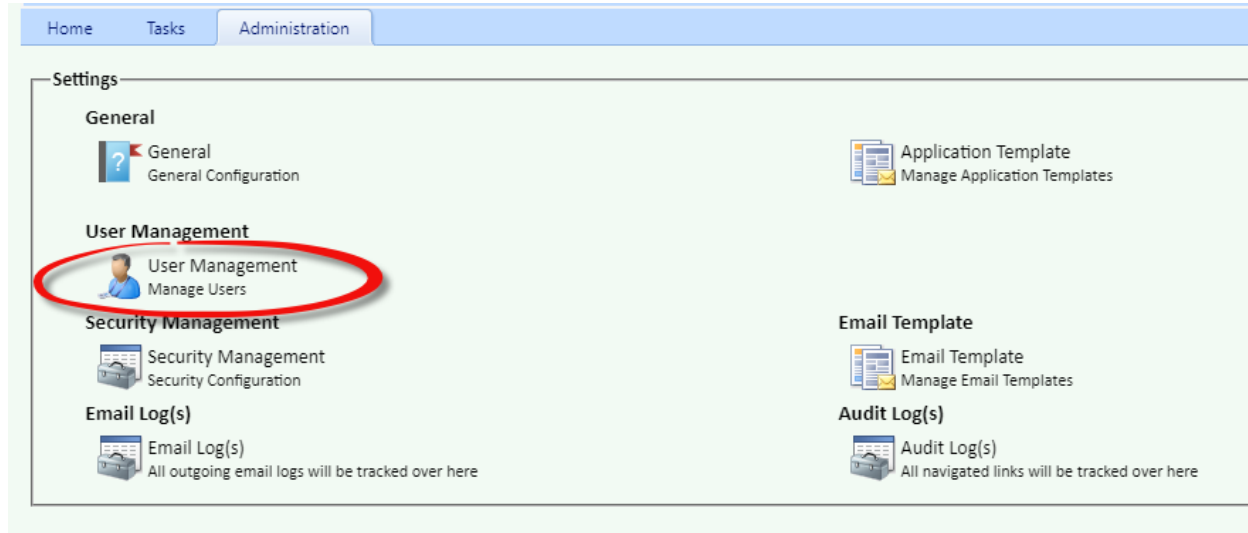 Home Tasks Administration
Settings
General
General Application Template
General Configuration Manage Application Templates
User Management
User Management
Manage Users
Security Management Email Template
Security Management Email Template
Security Configuration Manage Email Templates
Email Log(s) Audit Log(s)
Email Log(s) Audit Log(s)
All outgoing email logs will be tracked over here All navigated links will be tracked over here